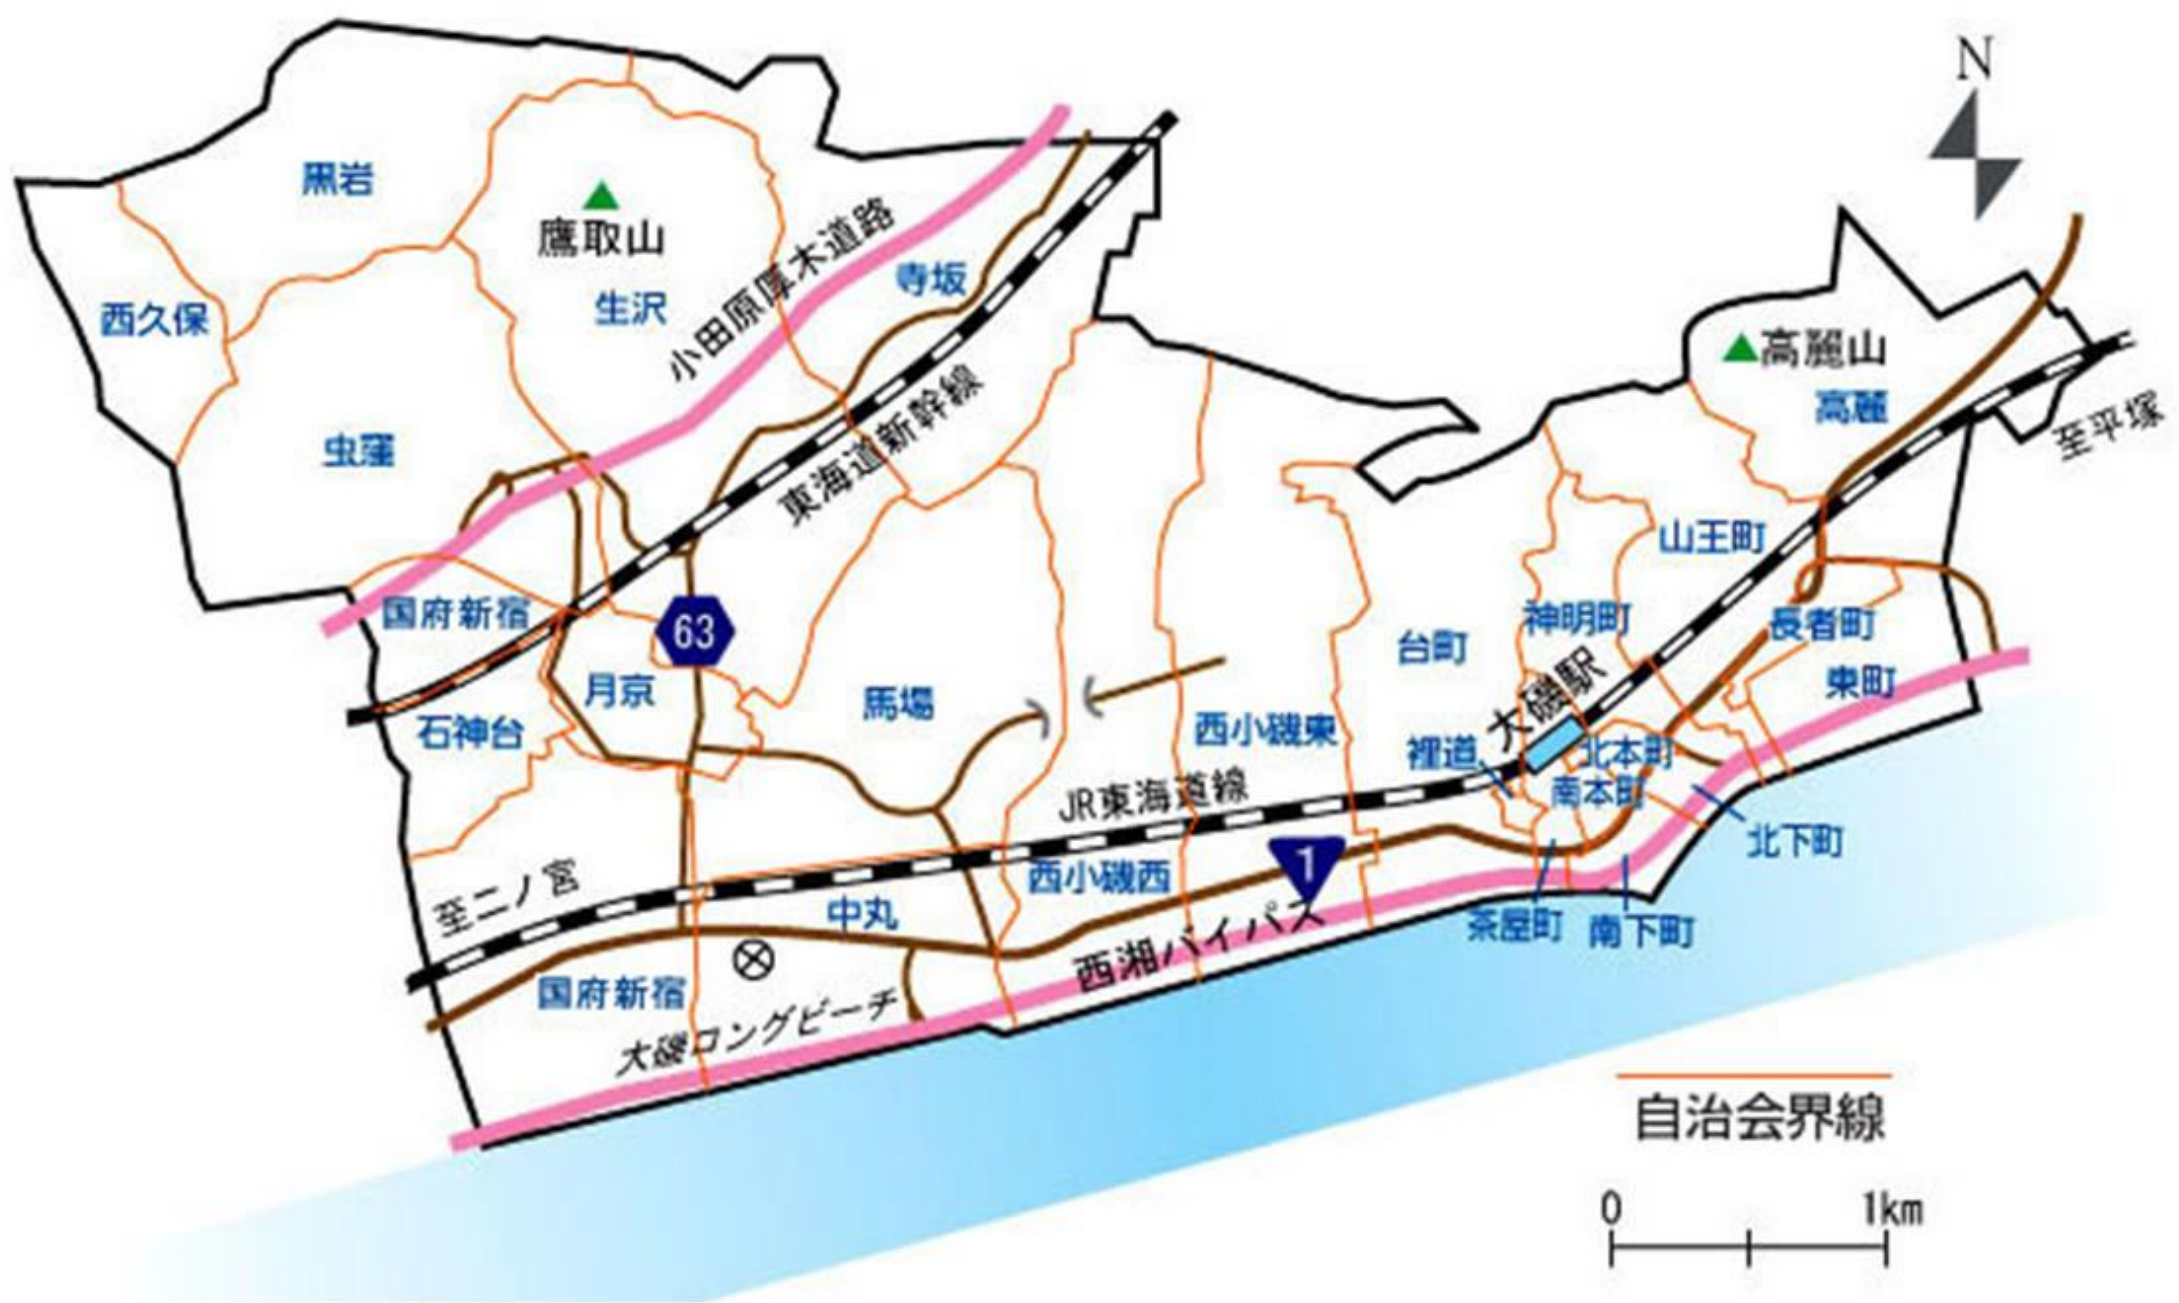 N
黒岩
鷹取山
生沢
西久保
小田原厚木道路
寺坂
東海道新幹線
虫窪
高麗山
高麗
至平塚
山王町
国府新宿
63
月京
石神台
馬場
西小磯東
台町
神明町
大磯駅
長者町
東町
裡道
北本町
南本町
JR東海道線
西小磯西
1
至二ノ宮
中丸
国府新宿
大磯ロングビーチ
西湘バイパス
茶屋町
南下町
北下町
自治会界線
0
1km